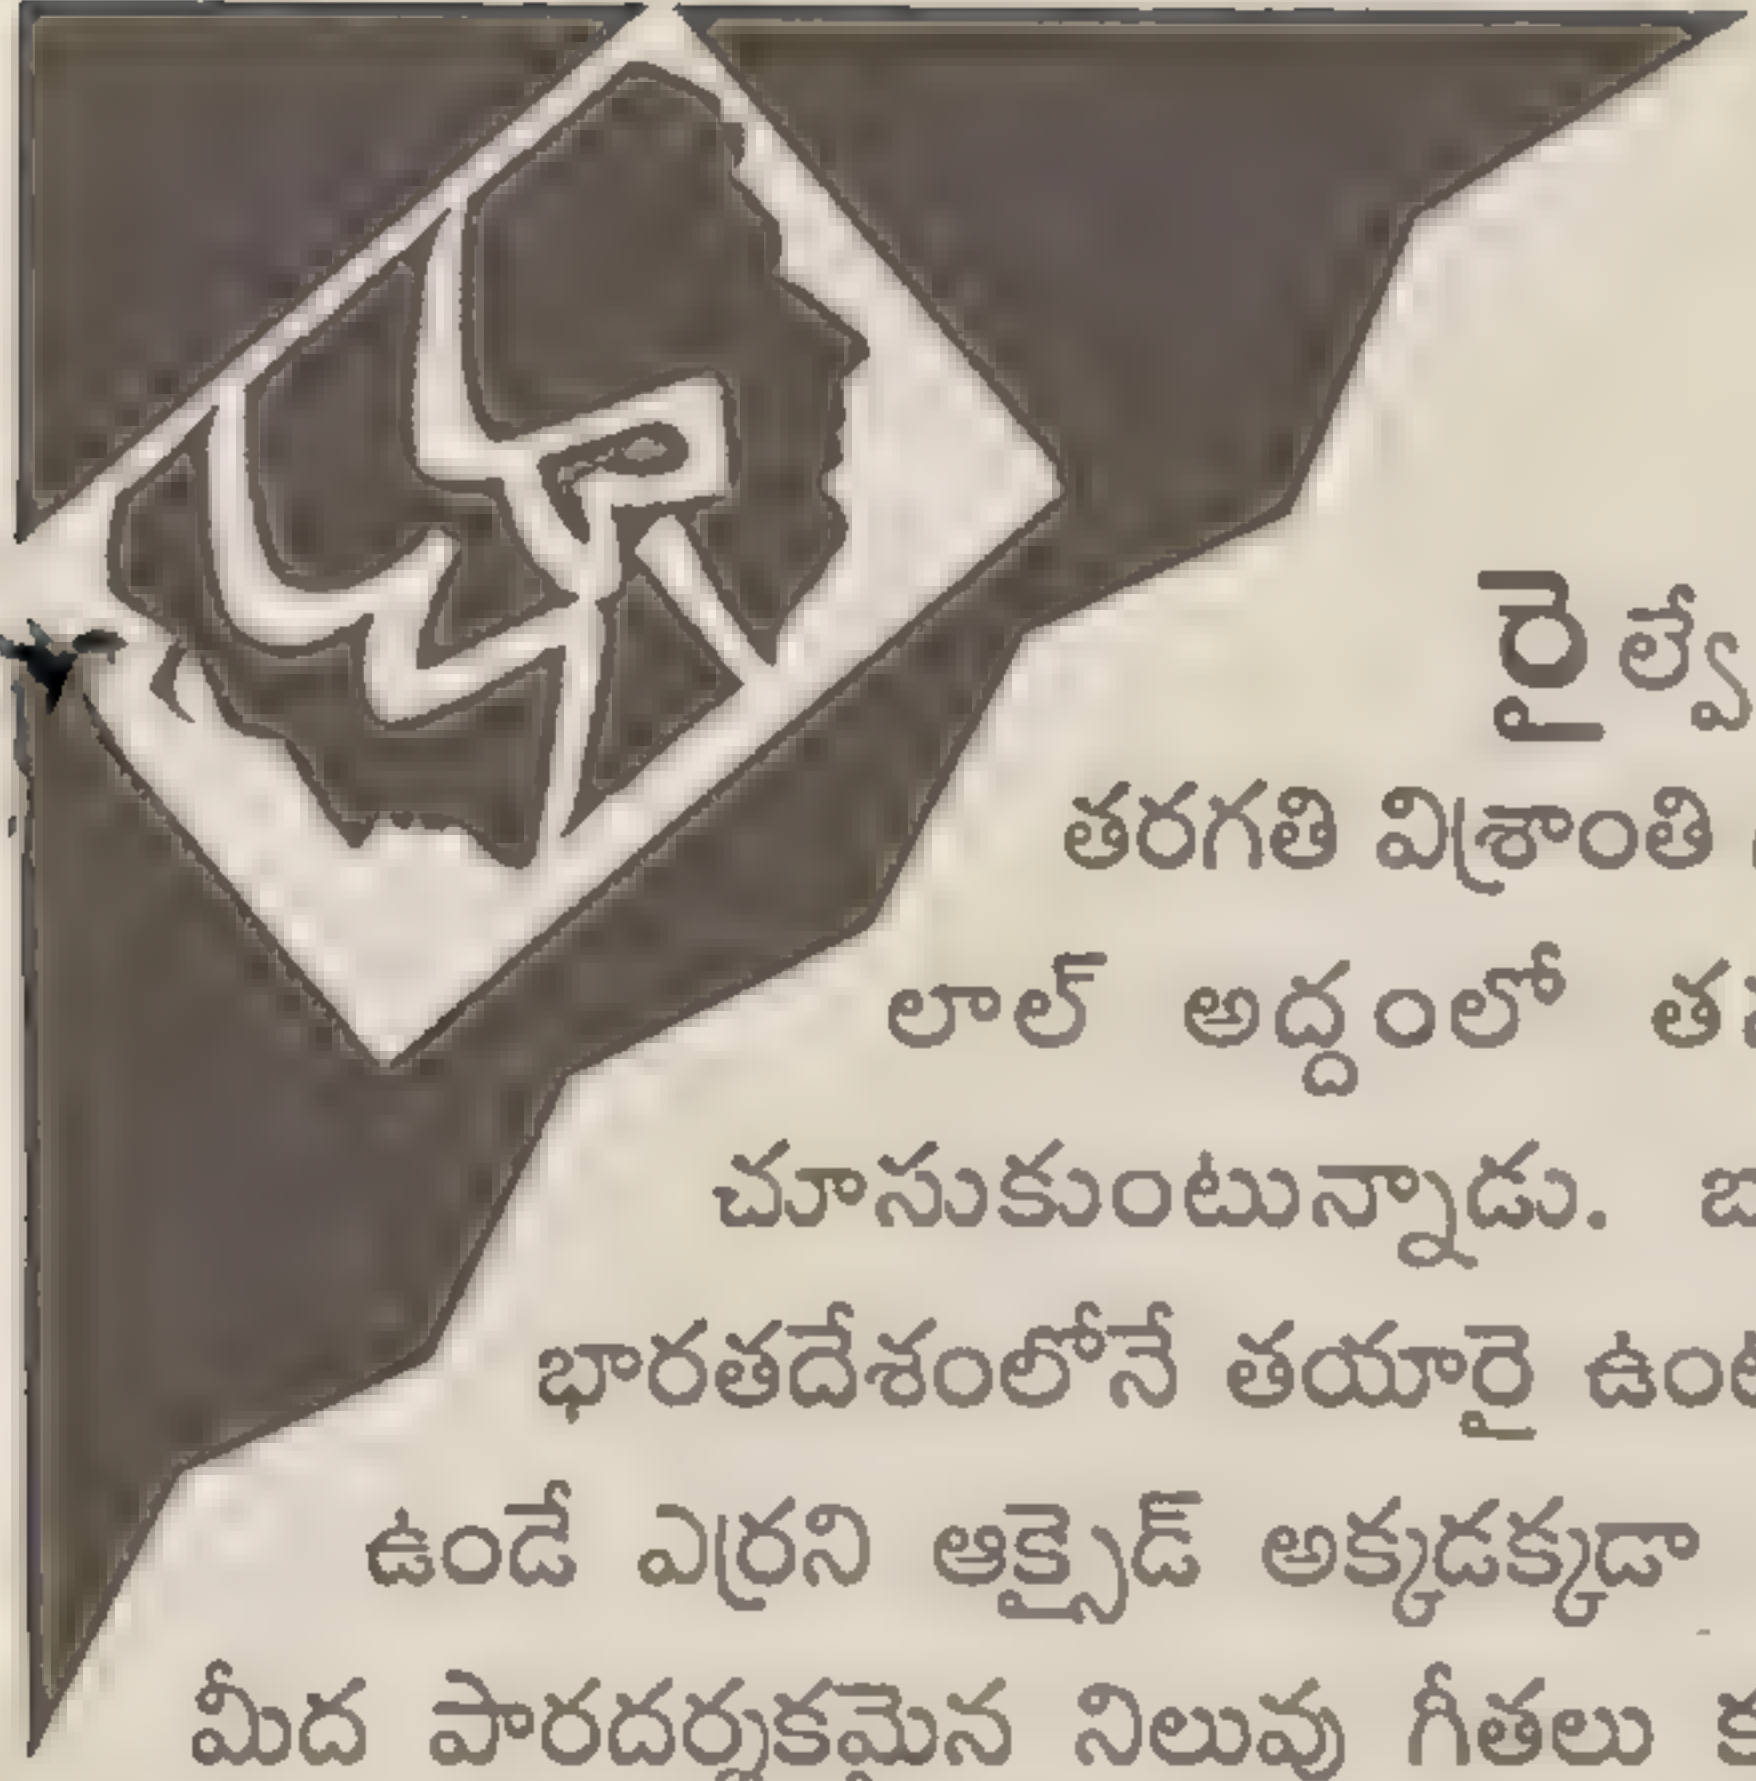 రైల్వే
తరగతి విశ్రాంతి
లాల్ అద్దంలో
చూసుకుంటున్నాడు.
భారతదేశంలోనే తయారై
ఉండే ఎర్రని ఆక్సైడ్ అక్కడక్కడా
మీద పారదర్శకమైన నిలువు గీతలు